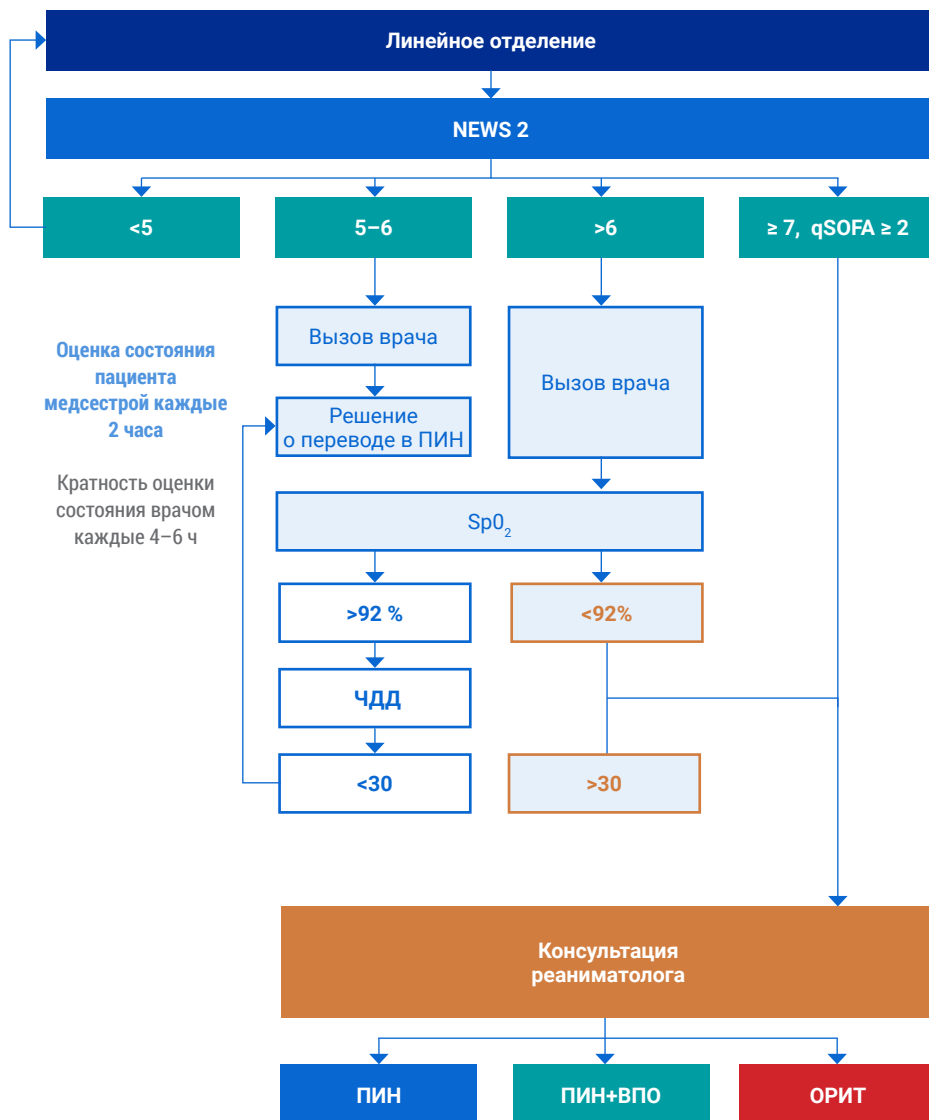 Линейное отделение
NEWS 2
<5
5–6
>6
≥ 7, qSOFA ≥ 2
Вызов врача
Вызов врача
Оценка состояния
пациента
медсестрой каждые
2 часа
Решение
о переводе в ПИН
Кратность оценки
состояния врачом
каждые 4–6 ч
Sp0₂
>92 %
<92%
ЧДД
<30
>30
Консультация
реаниматолога
ПИН
ПИН+ВПО
ОРИТ